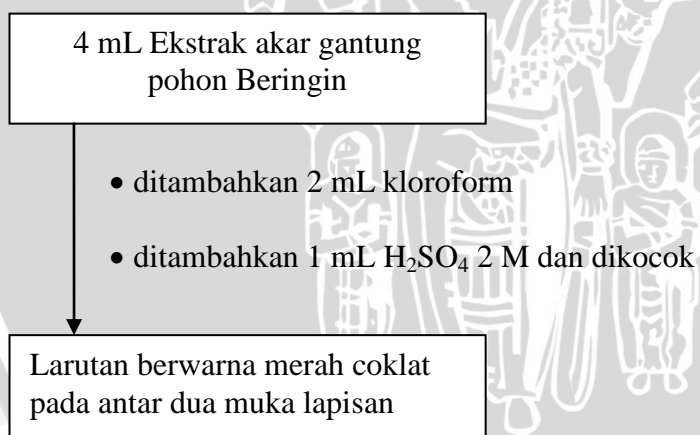 4 mL Ekstrak akar gantung
pohon Beringin
• ditambahkan 2 mL kloroform
• ditambahkan 1 mL H₂SO₄ 2 M dan dikocok
Larutan berwarna merah coklat
pada antar dua muka lapisan